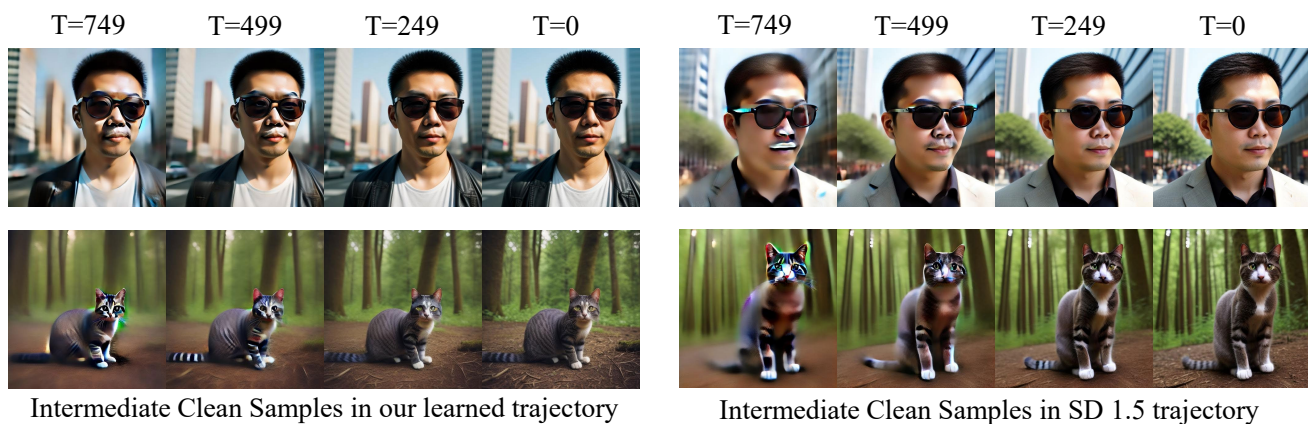 T=749 T=499 T=249 T=0 T=749 T=499 T=249 T=0
Intermediate Clean Samples in our learned trajectory
Intermediate Clean Samples in SD 1.5 trajectory